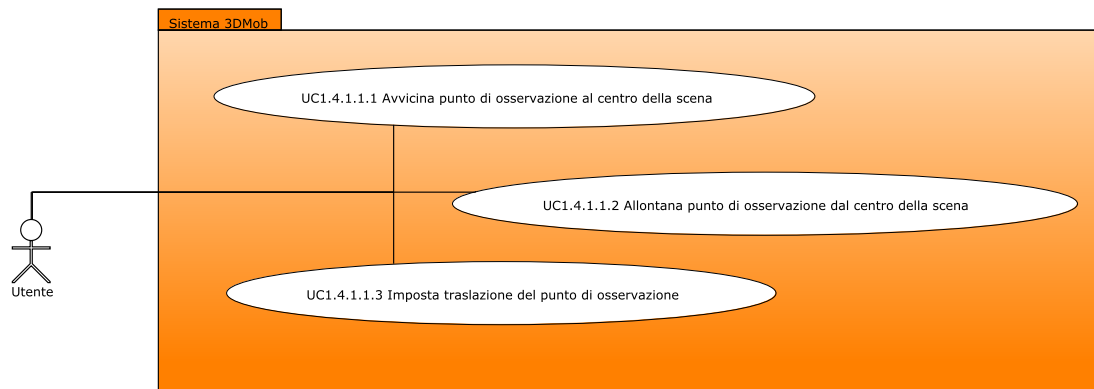 Sistema 3DMob
UC1.4.1.1.1 Avvicina punto di osservazione al centro della scena
UC1.4.1.1.2 Allontana punto di osservazione dal centro della scena
Utente
UC1.4.1.1.3 Imposta traslazione del punto di osservazione